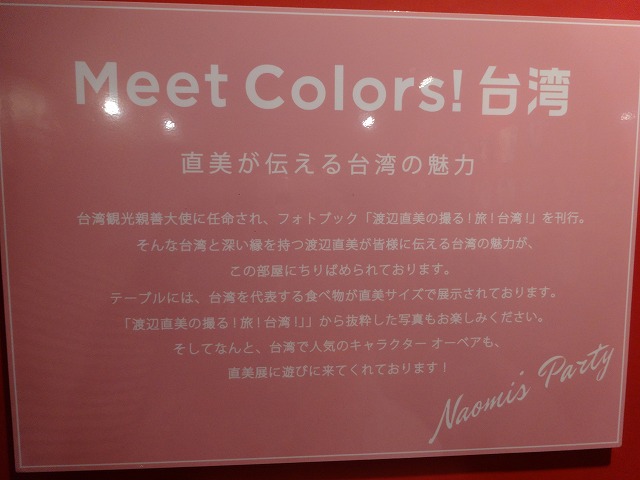 Meet Colors! 台湾
直美が伝える台湾の魅力
台湾観光親善大使に任命され、フォトブック「渡辺直美の撮る!旅!台湾!」を刊行。
そんな台湾と深い縁を持つ渡辺直美が皆様に伝える台湾の魅力が、
この部屋にちりばめられております。
テーブルには、台湾を代表する食べ物が直美サイズで展示されております。
「渡辺直美の撮る!旅!台湾!」」から抜粋した写真もお楽しみください。
そしてなんと、台湾で人気のキャラクター オーベアも、
直美展に遊びに来てくれております!
Naomi's Party